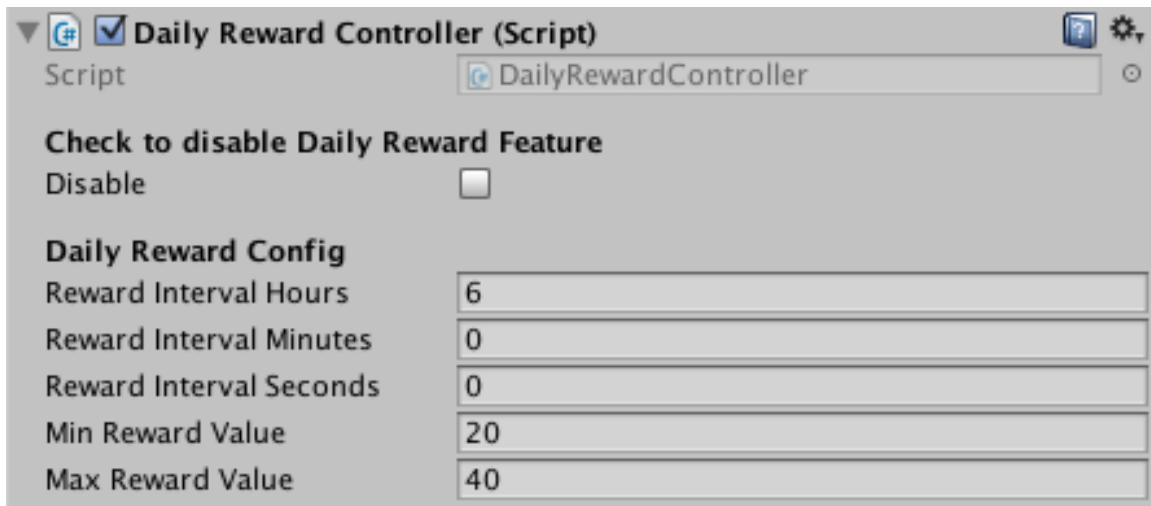 Daily Reward Controller (Script)
Script DailyRewardController
Check to disable Daily Reward Feature
Disable
Daily Reward Config
Reward Interval Hours 6
Reward Interval Minutes 0
Reward Interval Seconds 0
Min Reward Value 20
Max Reward Value 40